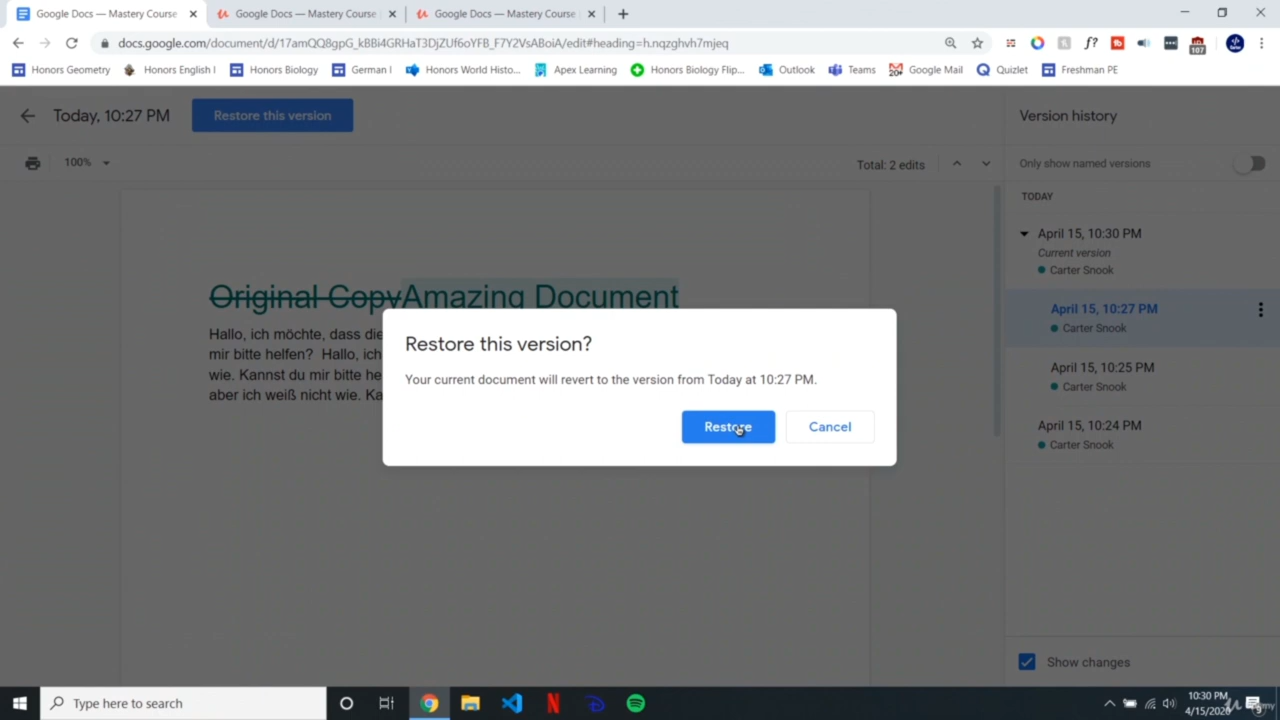 Google Docs — Mastery Course
Google Docs — Mastery Course
Google Docs — Mastery Course
docs.google.com/document/d/17amQQ8gpG_kBBi4GRHaT3DjZUf6oYFB_F7Y2VsABoiA/edit#heading=h.nqzghvh7mjeq
f?
107
Honors Geometry
Honors English I
Honors Biology
German I
Honors World Histo...
Apex Learning
Honors Biology Flip...
Outlook
Teams
Google Mail
Quizlet
Freshman PE
Today, 10:27 PM
Restore this version
Version history
100%
Total: 2 edits
Only show named versions
TODAY
April 15, 10:30 PM
Current version
Carter Snook
April 15, 10:27 PM
Carter Snook
April 15, 10:25 PM
Carter Snook
April 15, 10:24 PM
Carter Snook
Original CopyAmazing Document
Hallo, ich möchte, dass die
mir bitte helfen? Hallo, ich
wie. Kannst du mir bitte he
aber ich weiß nicht wie. Ka
Restore this version?
Your current document will revert to the version from Today at 10:27 PM.
Restore
Cancel
Show changes
Type here to search
10:30 PM
4/15/2020